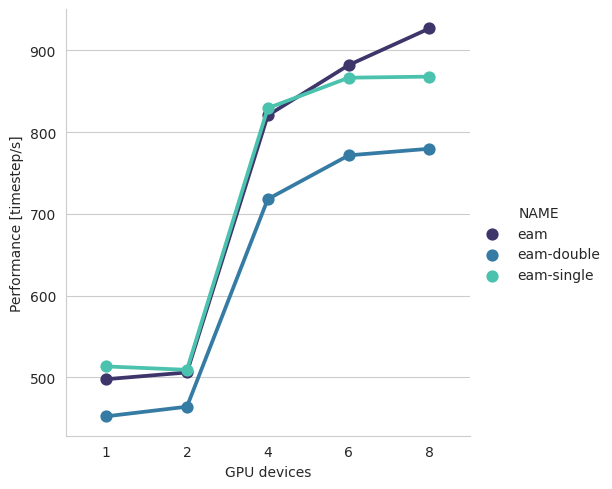 900
800
700
600
500
Performance [timestep/s]
1 2 4 6 8
GPU devices
NAME
eam
eam-double
eam-single